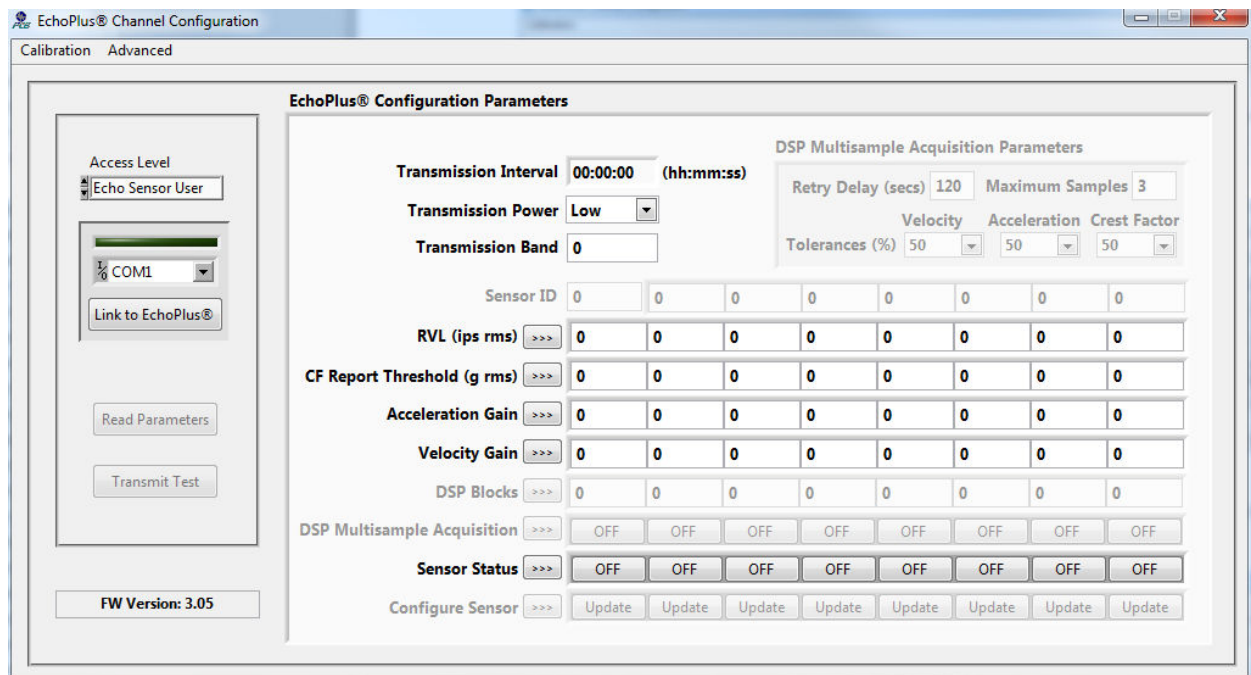 EchoPlus® Channel Configuration
Calibration Advanced
EchoPlus® Configuration Parameters
Access Level
Echo Sensor User
COM1
Link to EchoPlus®
Read Parameters
Transmit Test
FW Version: 3.05
Transmission Interval 00:00:00 (hh:mm:ss)
Transmission Power Low
Transmission Band 0
DSP Multisample Acquisition Parameters
Retry Delay (secs) 120 Maximum Samples 3
Velocity Acceleration Crest Factor
Tolerances (%) 50 50 50
Sensor ID 0 0 0 0 0 0 0 0
RVL (ips rms) >>> 0 0 0 0 0 0 0 0
CF Report Threshold (g rms) >>> 0 0 0 0 0 0 0 0
Acceleration Gain >>> 0 0 0 0 0 0 0 0
Velocity Gain >>> 0 0 0 0 0 0 0 0
DSP Blocks >>> 0 0 0 0 0 0 0 0
DSP Multisample Acquisition >>> OFF OFF OFF OFF OFF OFF OFF OFF
Sensor Status >>> OFF OFF OFF OFF OFF OFF OFF OFF
Configure Sensor >>> Update Update Update Update Update Update Update Update